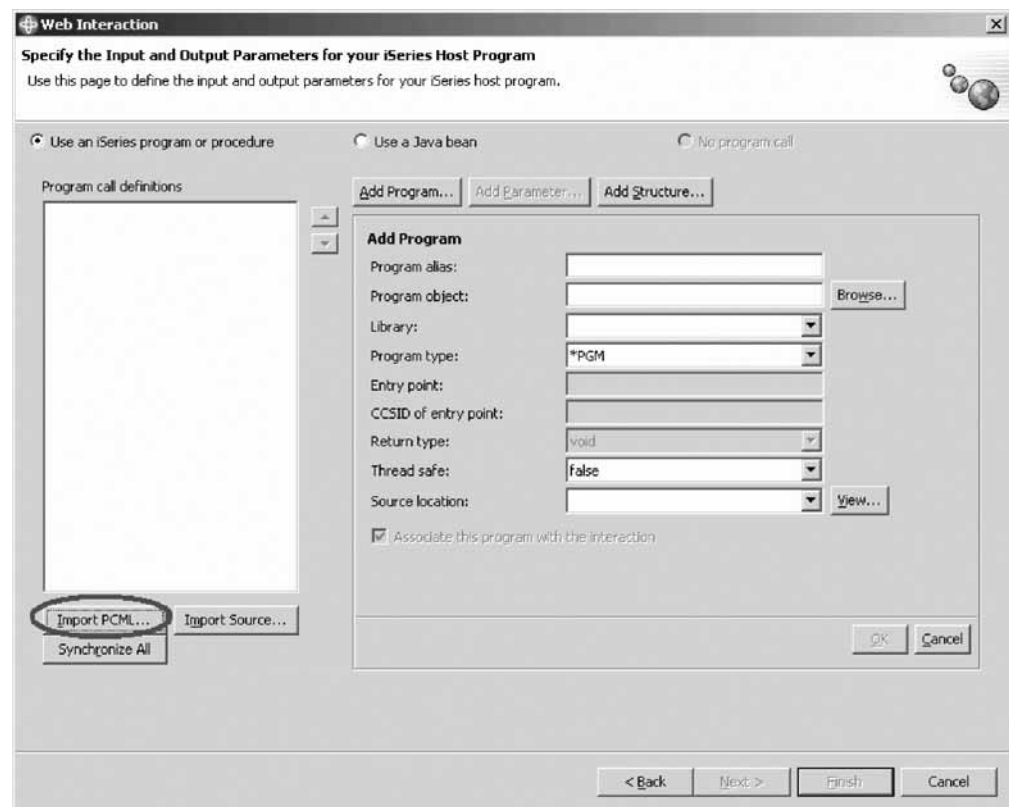 Web Interaction
Specify the Input and Output Parameters for your iSeries Host Program
Use this page to define the input and output parameters for your iSeries host program.
Use an iSeries program or procedure
Use a Java bean
No program call
Program call definitions
Add Program...
Add Parameter...
Add Structure...
Add Program
Program alias:
Program object:
Browse...
Library:
Program type:
*PGM
Entry point:
CCSID of entry point:
Return type:
void
Thread safe:
false
Source location:
View...
Associate this program with the interaction
Import PCML...
Import Source...
Synchronize All
OK
Cancel
< Back
Next >
Finish
Cancel